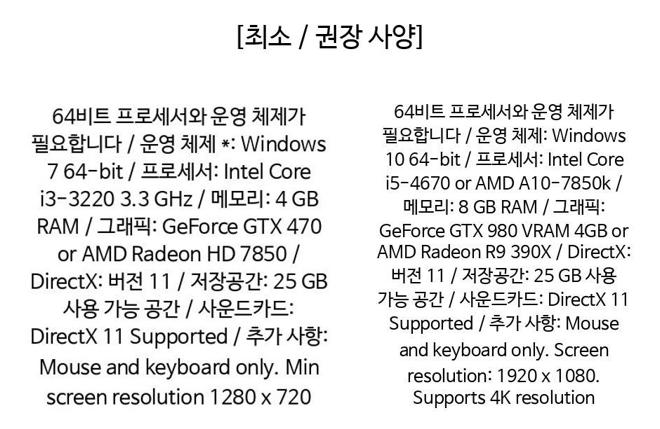 [최소 / 권장 사양]
64비트 프로세서와 운영 체제가
필요합니다 / 운영 체제 *: Windows
7 64-bit / 프로세서: Intel Core
i3-3220 3.3 GHz / 메모리: 4 GB
RAM / 그래픽: GeForce GTX 470
or AMD Radeon HD 7850 /
DirectX: 버전 11 / 저장공간: 25 GB
사용 가능 공간 / 사운드카드:
DirectX 11 Supported / 추가 사항:
Mouse and keyboard only. Min
screen resolution 1280 x 720
64비트 프로세서와 운영 체제가
필요합니다 / 운영 체제: Windows
10 64-bit / 프로세서: Intel Core
i5-4670 or AMD A10-7850k /
메모리: 8 GB RAM / 그래픽:
GeForce GTX 980 VRAM 4GB or
AMD Radeon R9 390X / DirectX:
버전 11 / 저장공간: 25 GB 사용
가능 공간 / 사운드카드: DirectX 11
Supported / 추가 사항: Mouse
and keyboard only. Screen
resolution: 1920 x 1080.
Supports 4K resolution